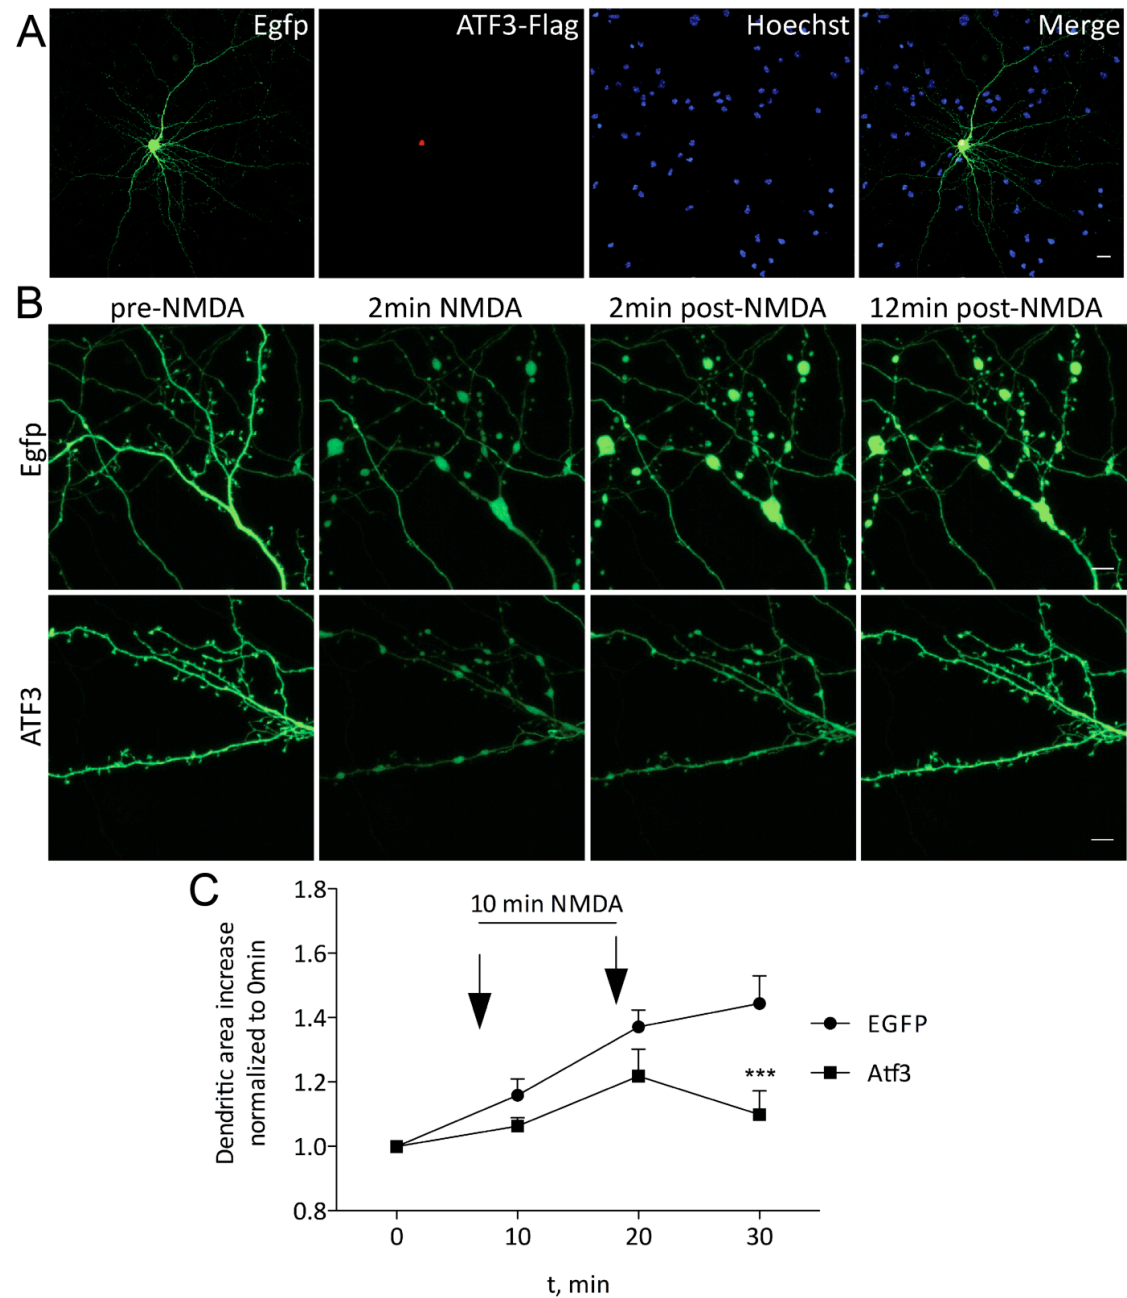 A
Egfp
ATF3-Flag
Hoechst
Merge
B
pre-NMDA
2min NMDA
2min post-NMDA
12min post-NMDA
Egfp
ATF3
C
10 min NMDA
Dendritic area increase
normalized to 0min
1.8
1.6
1.4
1.2
1.0
0.8
***
EGFP
Atf3
0
10
20
30
t, min